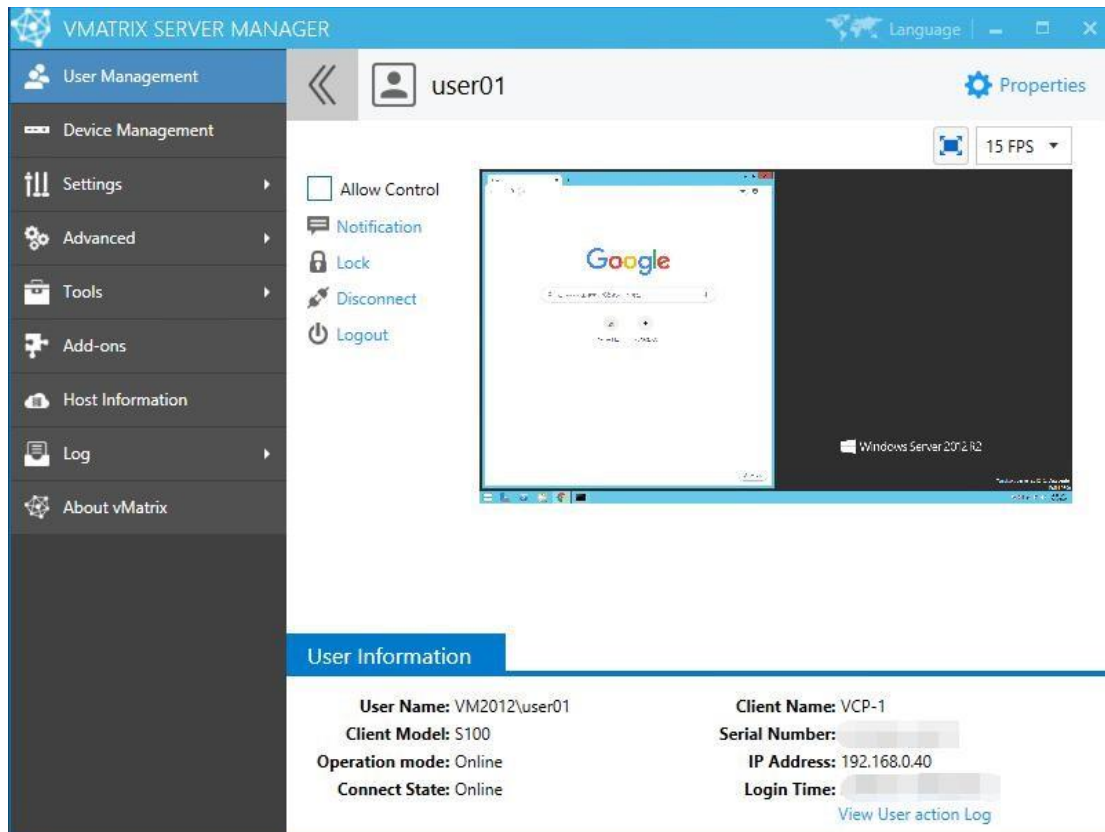 VMATRIX SERVER MANAGER
Language
User Management
Device Management
Settings
Advanced
Tools
Add-ons
Host Information
Log
About vMatrix
user01
Properties
15 FPS
Allow Control
Notification
Lock
Disconnect
Logout
Google
Windows Server 2012 R2
User Information
User Name: VM2012\user01
Client Model: S100
Operation mode: Online
Connect State: Online
Client Name: VCP-1
Serial Number:
IP Address: 192.168.0.40
Login Time:
View User action Log